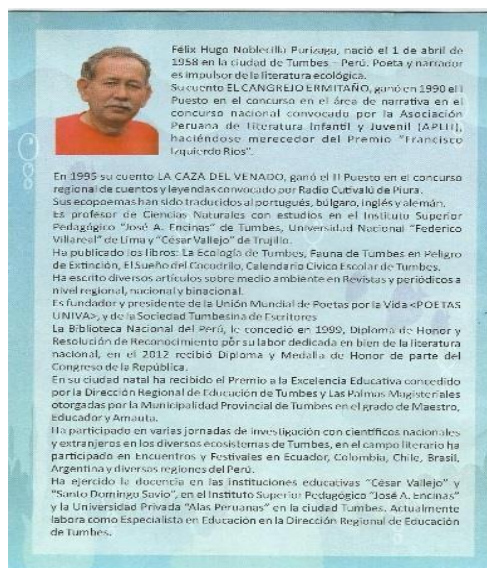 Félix Hugo Noblecilla Purizaga, nació el 1 de abril de
1958 en la ciudad de Tumbes - Perú. Poeta y narrador
es impulsor de la literatura ecológica.
Su cuento EL CANGREJO ERMITAÑO, ganó en 1990 el I
Puesto en el concurso en el área de narrativa en el
concurso nacional convocado por la Asociación
Peruana de Literatura Infantil y Juvenil (APLIJ),
haciéndose merecedor del Premio "Francisco
Izquierdo Ríos".
En 1995 su cuento LA CAZA DEL VENADO, ganó el II Puesto en el concurso
regional de cuentos y leyendas convocado por Radio Cutivalú de Piura.
Sus ecopoemas han sido traducidos al portugués, búlgaro, inglés y alemán.
Es profesor de Ciencias Naturales con estudios en el Instituto Superior
Pedagógico "José A. Encinas" de Tumbes, Universidad Nacional "Federico
Villareal" de Lima y "César Vallejo" de Trujillo.
Ha publicado los libros: La Ecología de Tumbes, Fauna de Tumbes en Peligro
de Extinción, El Sueño del Cocodrilo, Calendario Cívico Escolar de Tumbes.
Ha escrito diversos artículos sobre medio ambiente en Revistas y periódicos a
nivel regional, nacional y binacional.
Es fundador y presidente de la Unión Mundial de Poetas por la Vida <POETAS
UNIVA>, y de la Sociedad Tumbesina de Escritores
La Biblioteca Nacional del Perú, le concedió en 1999, Diploma de Honor y
Resolución de Reconocimiento por su labor dedicada en bien de la literatura
nacional, en el 2012 recibió Diploma y Medalla de Honor de parte del
Congreso de la República.
En su ciudad natal ha recibido el Premio a la Excelencia Educativa concedido
por la Dirección Regional de Educación de Tumbes y Las Palmas Magisteriales
otorgadas por la Municipalidad Provincial de Tumbes en el grado de Maestro,
Educador y Amauta.
Ha participado en varias jornadas de investigación con científicos nacionales
y extranjeros en los diversos ecosistemas de Tumbes, en el campo literario ha
participado en Encuentros y Festivales en Ecuador, Colombia, Chile, Brasil,
Argentina y diversas regiones del Perú.
Ha ejercido la docencia en las instituciones educativas "César Vallejo" y
"Santo Domingo Savio", en el Instituto Superior Pedagógico "José A. Encinas"
y la Universidad Privada "Alas Peruanas" en la ciudad Tumbes. Actualmente
labora como Especialista en Educación en la Dirección Regional de Educación
de Tumbes.